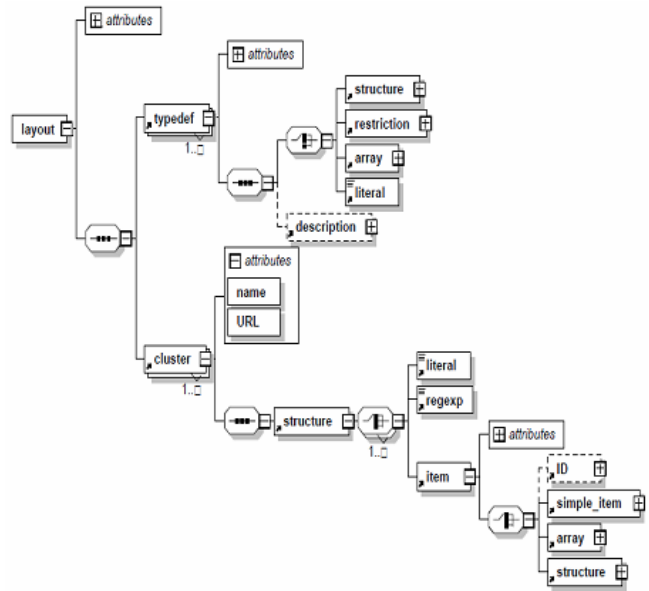 attributes
attributes
layout
typedef
1..□
structure
restriction
array
literal
description
attributes
name
URL
cluster
1..□
structure
1..□
literal
regexp
item
attributes
ID
simple_item
array
structure